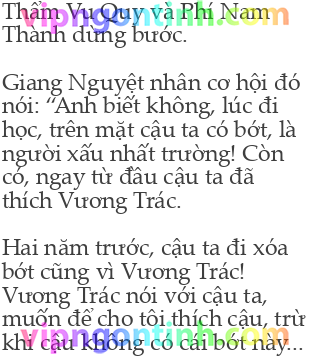 Thẩm Vu Quy và Phí Nam
Thành dừng bước.
Giang Nguyệt nhân cơ hội đó
nói: “Anh biết không, lúc đi
học, trên mặt cậu ta có bớt, là
người xấu nhất trường! Còn
có, ngay từ đầu cậu ta đã
thích Vương Trác.
Hai năm trước, cậu ta đi xóa
bớt cũng vì Vương Trác!
Vương Trác nói với cậu ta,
muốn để cho tôi thích cậu, trừ
khi cậu không có cái bớt này...
vipngontinh.com
vipngontinh.com